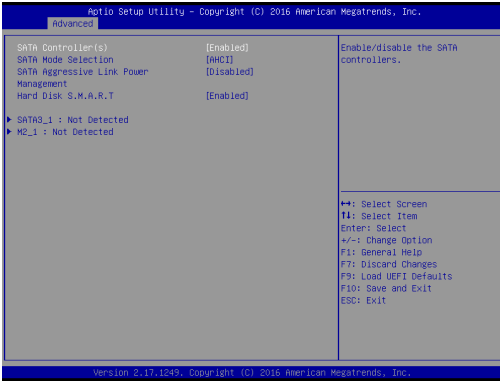 Aptio Setup Utility – Copyright (C) 2016 American Megatrends, Inc.
Advanced
SATA Controller(s) [Enabled]
SATA Mode Selection [AHCI]
SATA Aggressive Link Power [Disabled]
Management
Hard Disk S.M.A.R.T [Enabled]
▶ SATA3_1 : Not Detected
▶ M2_1 : Not Detected
Enable/disable the SATA
controllers.
↔: Select Screen
↑↓: Select Item
Enter: Select
+/-: Change Option
F1: General Help
F7: Discard Changes
F9: Load UEFI Defaults
F10: Save and Exit
ESC: Exit
Version 2.17.1249. Copyright (C) 2016 American Megatrends, Inc.